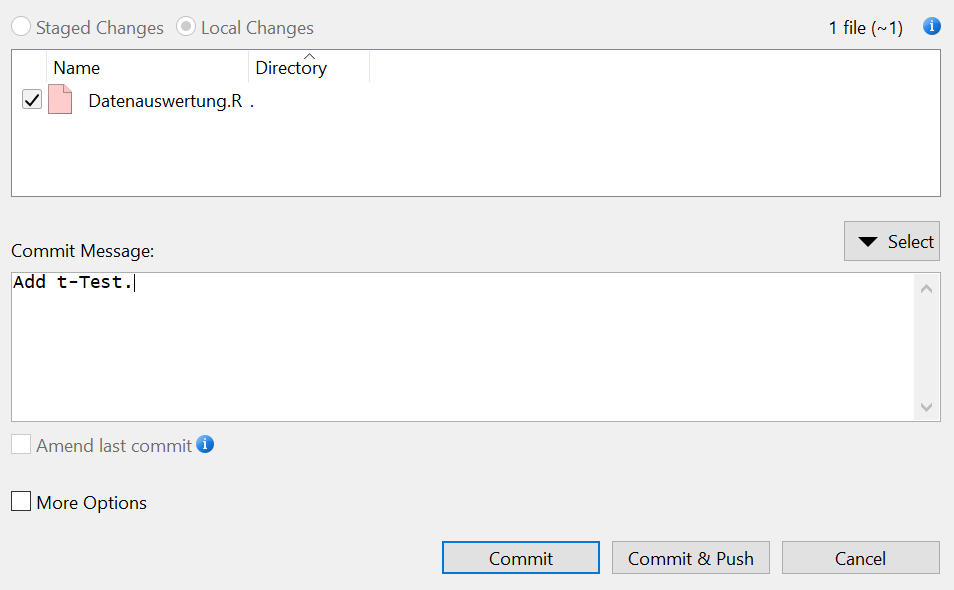 Staged Changes Local Changes 1 file (~1)
Name Directory
Datenauswertung.R .
Select
Commit Message:
Add t-Test.
Amend last commit
More Options
Commit Commit & Push Cancel